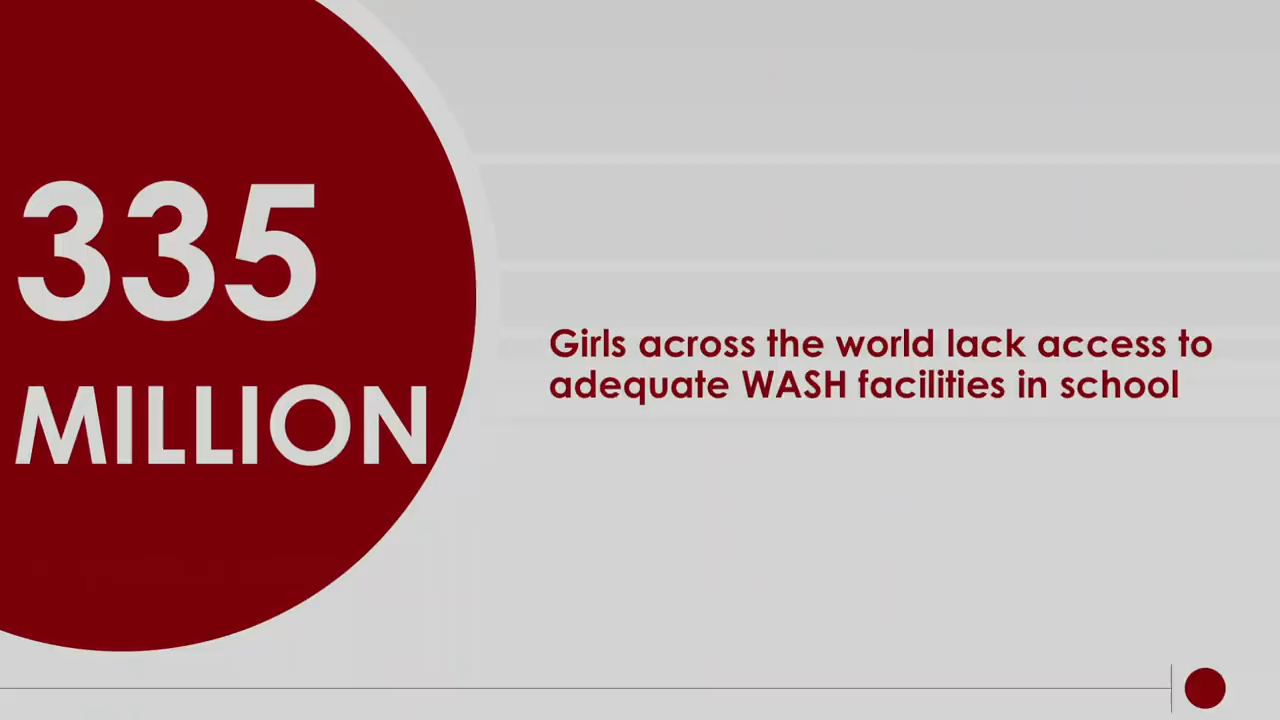 335
MILLION
Girls across the world lack access to
adequate WASH facilities in school